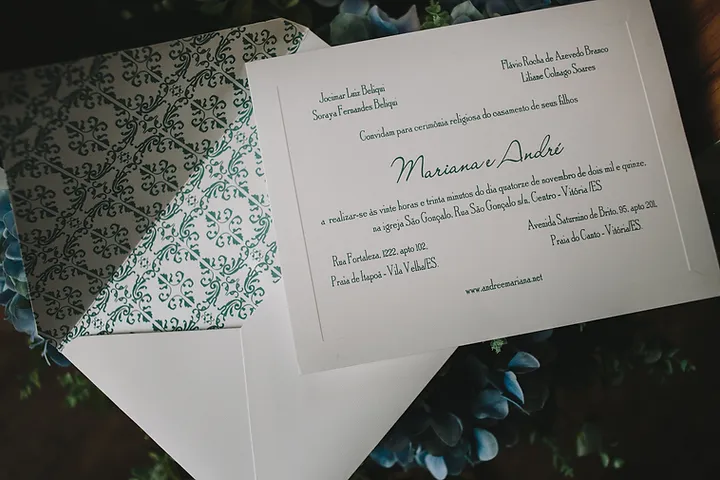 Jocimar Luiz Beliqui
Soraya Fernandes Beliqui
Flávio Rocha de Azevedo Branco
Liliane Colnago Soares
Convidam para cerimônia religiosa do casamento de seus filhos
Mariana e André
a realizar-se às vinte horas e trinta minutos do dia quatorze de novembro de dois mil e quinze,
na igreja São Gonçalo, Rua São Gonçalo s/n, Centro - Vitória /ES
Rua Fortaleza, 1222, apto 102.
Praia de Itapoã - Vila Velha/ES.
Avenida Saturnino de Brito, 95, apto 201.
Praia do Canto - Vitória/ES.
www.andreemariana.net